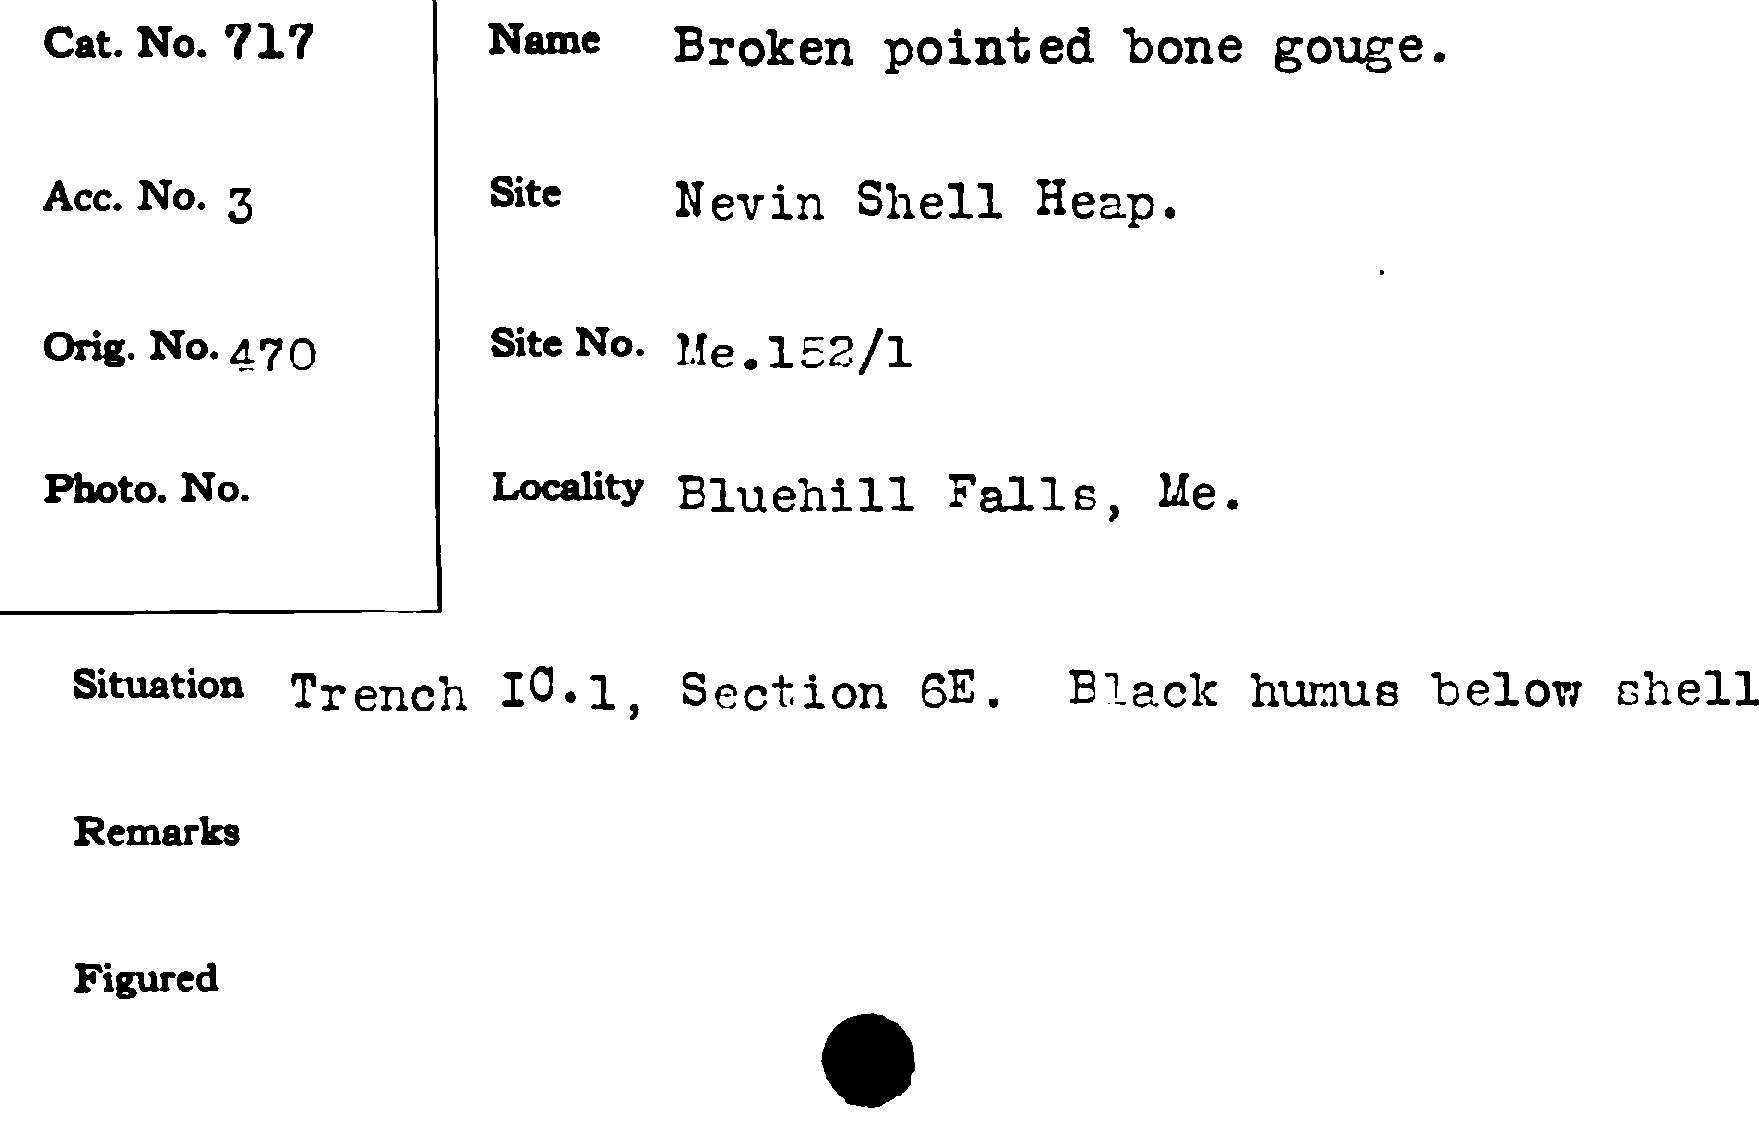 Cat. No. 717
Name Broken pointed bone gouge.
Acc. No. 3
Site Nevin Shell Heap.
Orig. No. 470
Site No. Me.152/1
Photo. No.
Locality Bluehill Falls, Me.
Situation Trench IC.1, Section 6E. Black humus below shell
Remarks
Figured